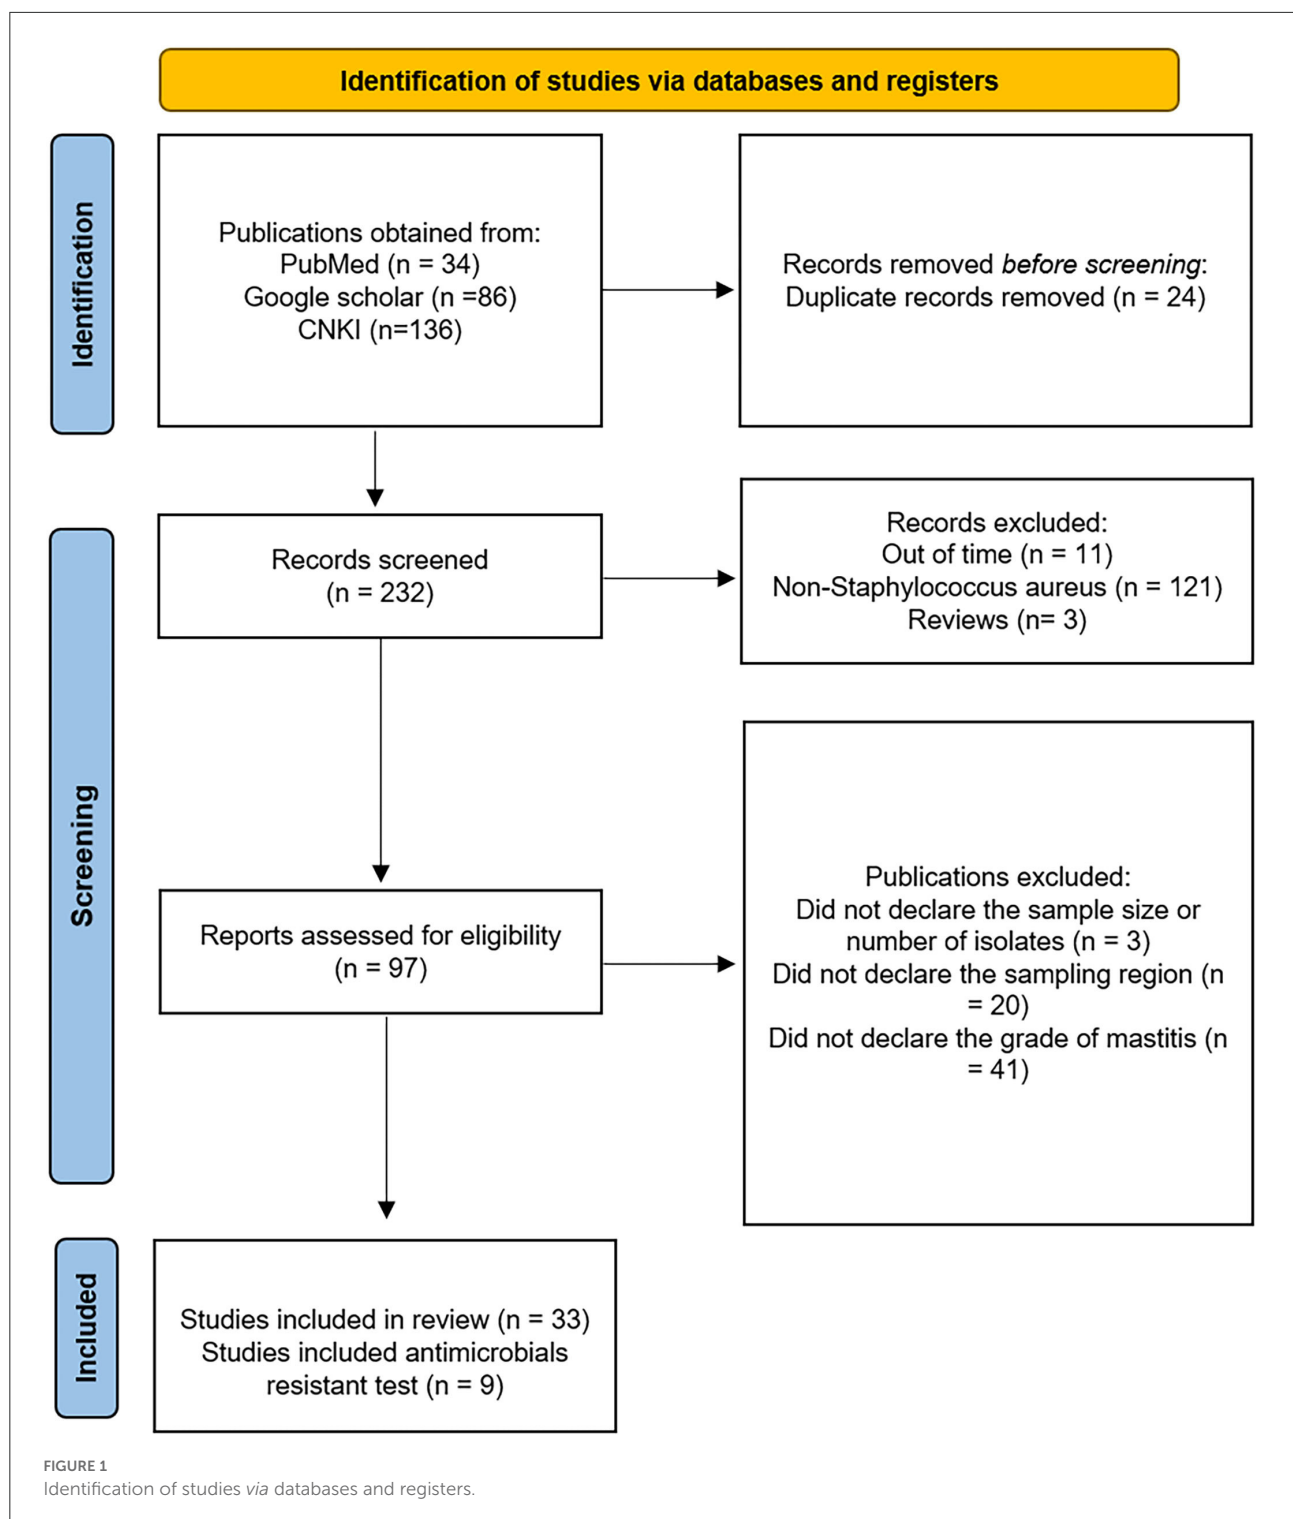 Identification of studies via databases and registers
Identification
Publications obtained from:
PubMed (n = 34)
Google scholar (n =86)
CNKI (n=136)
Records removed before screening:
Duplicate records removed (n = 24)
Screening
Records screened
(n = 232)
Records excluded:
Out of time (n = 11)
Non-Staphylococcus aureus (n = 121)
Reviews (n= 3)
Reports assessed for eligibility
(n = 97)
Publications excluded:
Did not declare the sample size or
number of isolates (n = 3)
Did not declare the sampling region (n
= 20)
Did not declare the grade of mastitis (n
= 41)
Included
Studies included in review (n = 33)
Studies included antimicrobials
resistant test (n = 9)
FIGURE 1
Identification of studies via databases and registers.